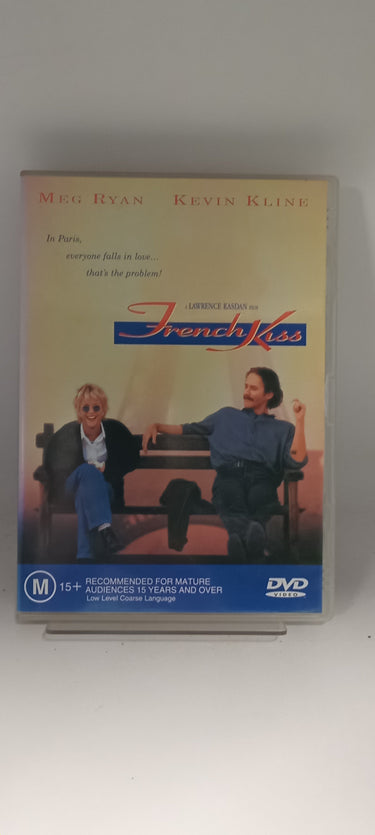 MEG RYAN KEVIN KLINE
In Paris,
everyone falls in love...
that's the problem!
A LAWRENCE KASDAN FILM
French Kiss
M 15+ RECOMMENDED FOR MATURE
AUDIENCES 15 YEARS AND OVER
Low Level Coarse Language
DVD
VIDEO